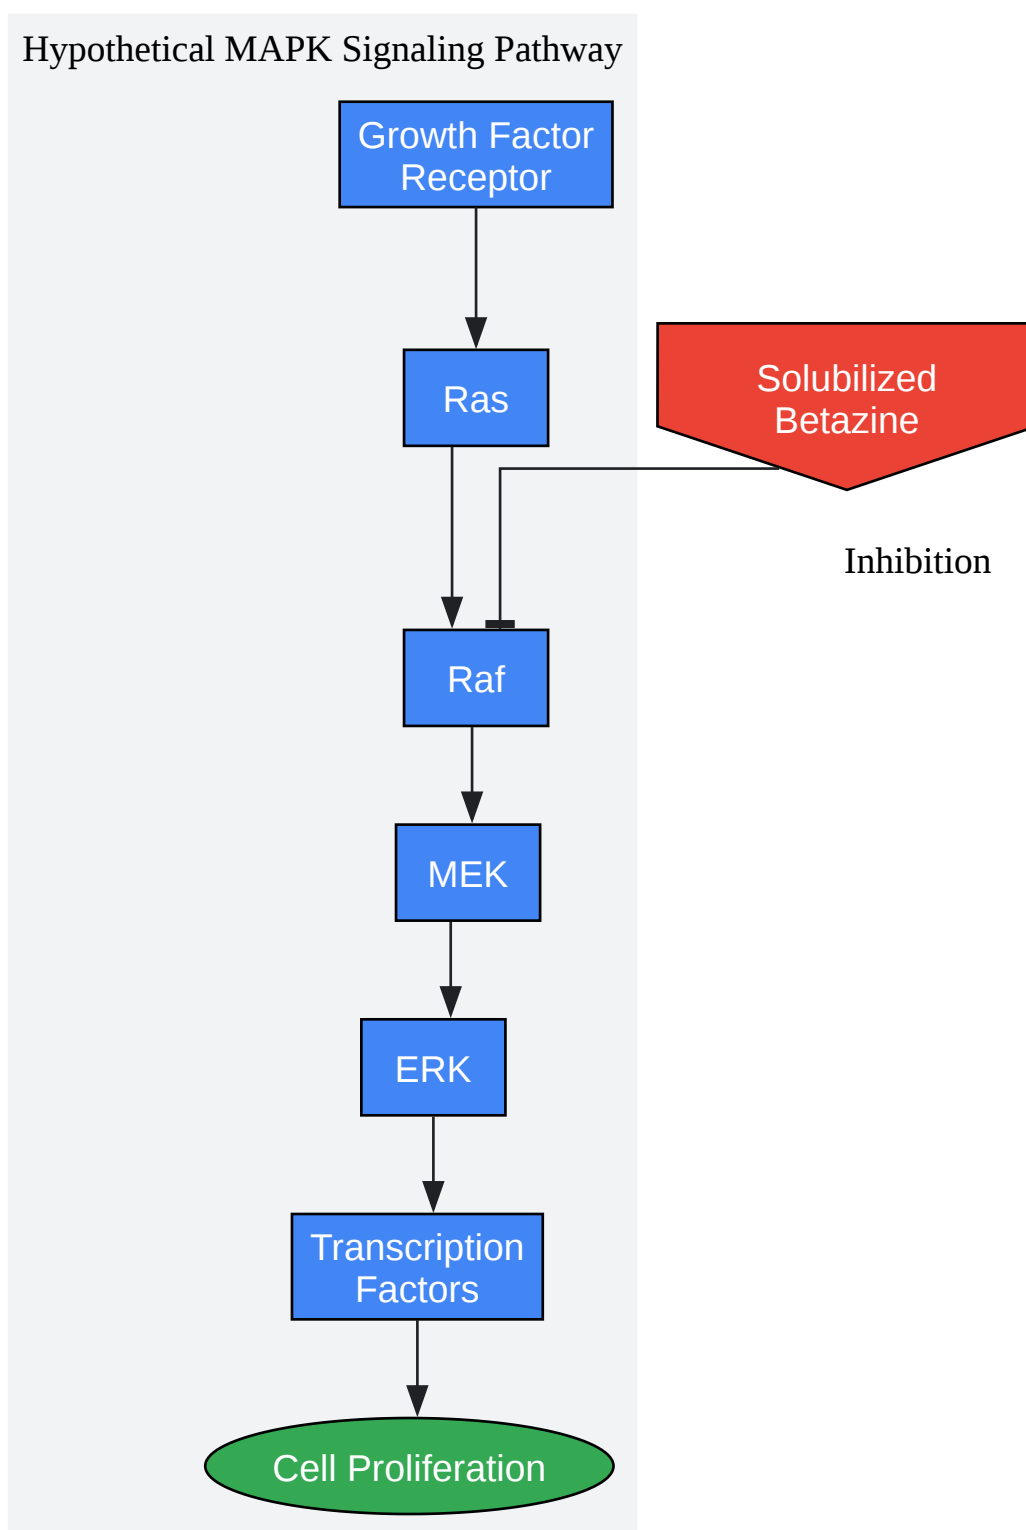 Hypothetical MAPK Signaling Pathway
Growth Factor
Receptor
Ras
Solubilized
Betazine
Inhibition
Raf
MEK
ERK
Transcription
Factors
Cell Proliferation